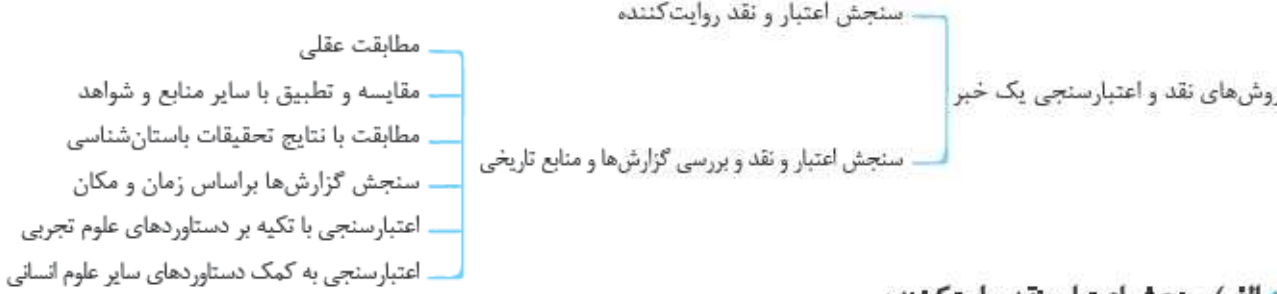 روش‌های نقد و اعتبارسنجی یک خبر
سنجش اعتبار و نقد روایت‌کننده
سنجش اعتبار و نقد و بررسی گزارش‌ها و منابع تاریخی
مطابقت عقلی
مقایسه و تطبیق با سایر منابع و شواهد
مطابقت با نتایج تحقیقات باستان‌شناسی
سنجش گزارش‌ها براساس زمان و مکان
اعتبارسنجی با تکیه بر دستاوردهای علوم تجربی
اعتبارسنجی به کمک دستاوردهای سایر علوم انسانی